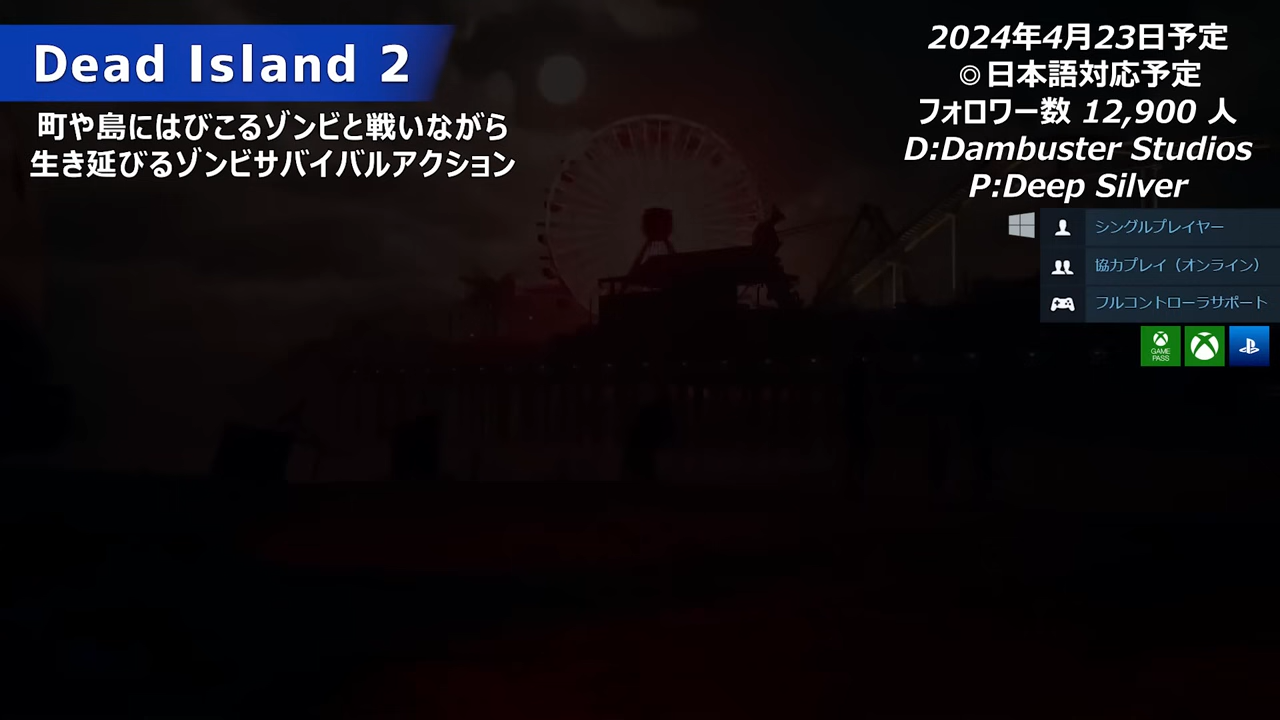 Dead Island 2
町や島にはびこるゾンビと戦いながら
生き延びるゾンビサバイバルアクション
2024年4月23日予定
◎日本語対応予定
フォロワー数 12,900 人
D:Dambuster Studios
P:Deep Silver
シングルプレイヤー
協力プレイ（オンライン）
フルコントローラサポート
GAME
PASS